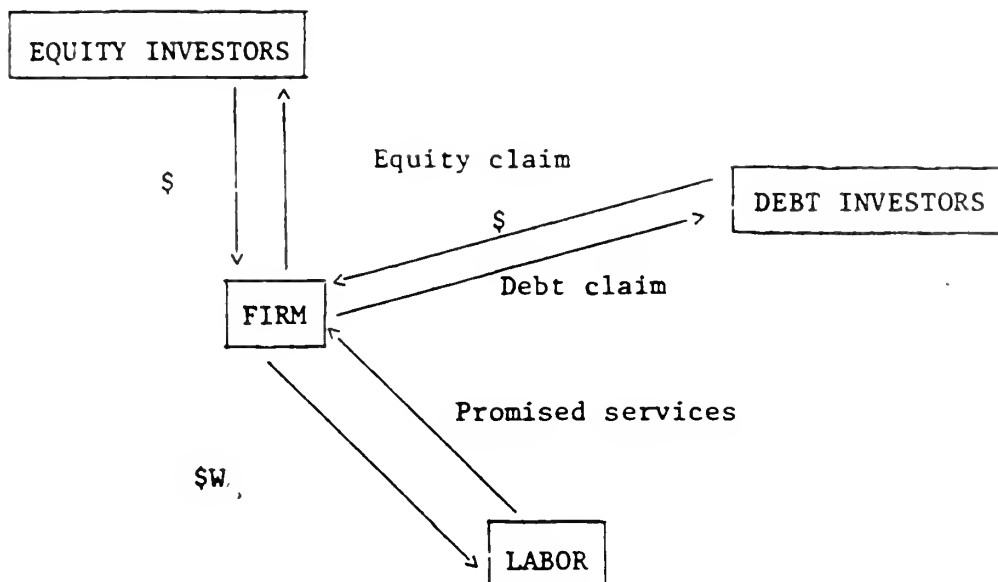 EQUITY INVESTORS
Equity claim
$
DEBT INVESTORS
$
Debt claim
FIRM
Promised services
$W
LABOR